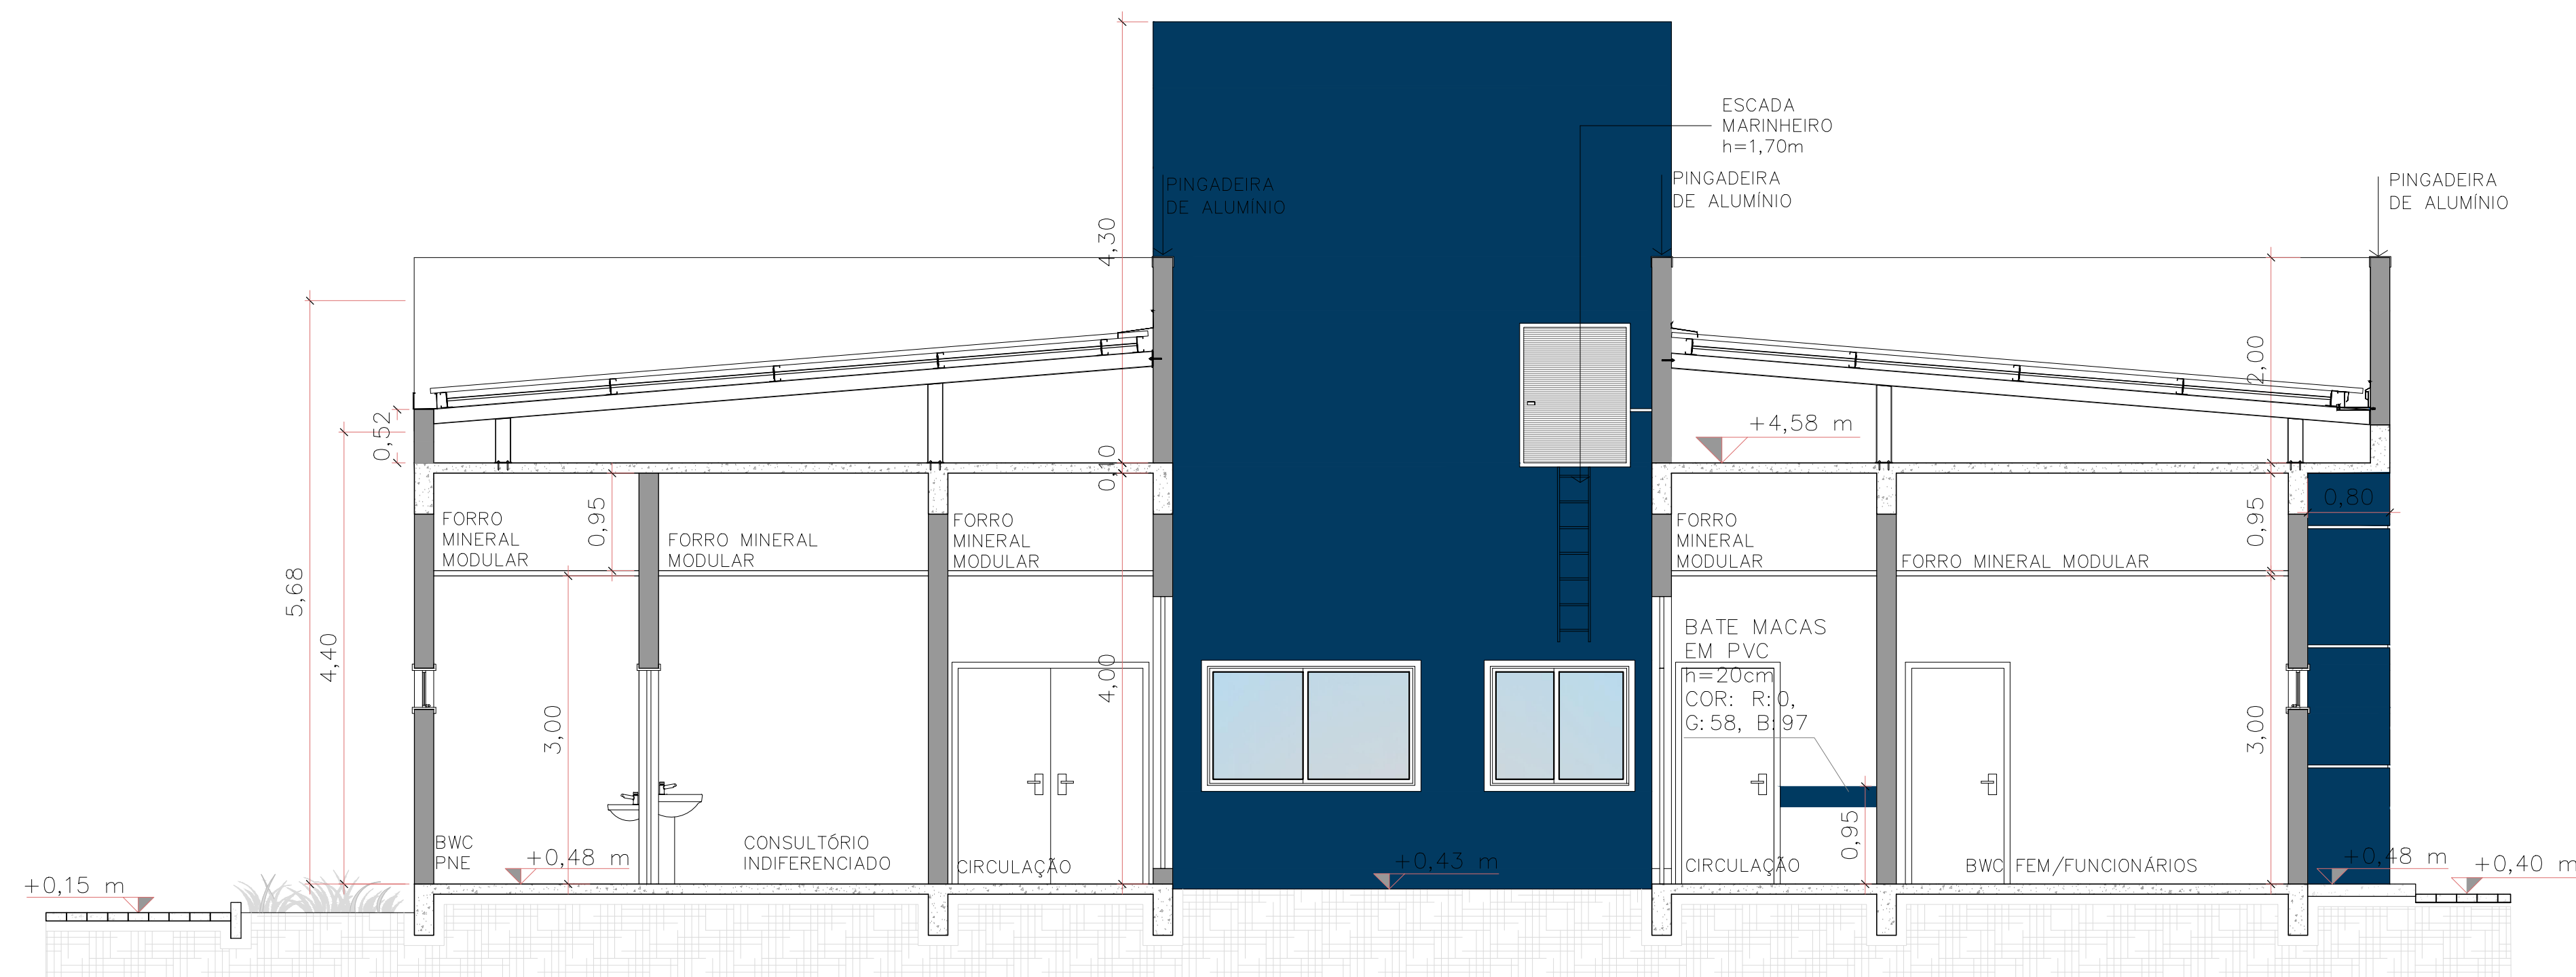 ESCADA
MARINHEIRO
h=1,70m
PINGADEIRA
DE ALUMÍNIO
PINGADEIRA
DE ALUMÍNIO
PINGADEIRA
DE ALUMÍNIO
4,30
5,68
4,40
0,52
0,10
4,00
2,00
+4,58 m
0,80
0,95
0,95
FORRO
MINERAL
MODULAR
FORRO MINERAL
MODULAR
FORRO
MINERAL
MODULAR
FORRO
MINERAL
MODULAR
FORRO MINERAL MODULAR
BATE MACAS
EM PVC
h=20cm
COR: R:0,
G:58, B:97
3,00
3,00
0,95
BWC
PNE
+0,48 m
CONSULTÓRIO
INDIFERENCIADO
CIRCULAÇÃO
+0,43 m
CIRCULAÇÃO
BWC FEM/FUNCIONÁRIOS
+0,48 m
+0,40 m
+0,15 m